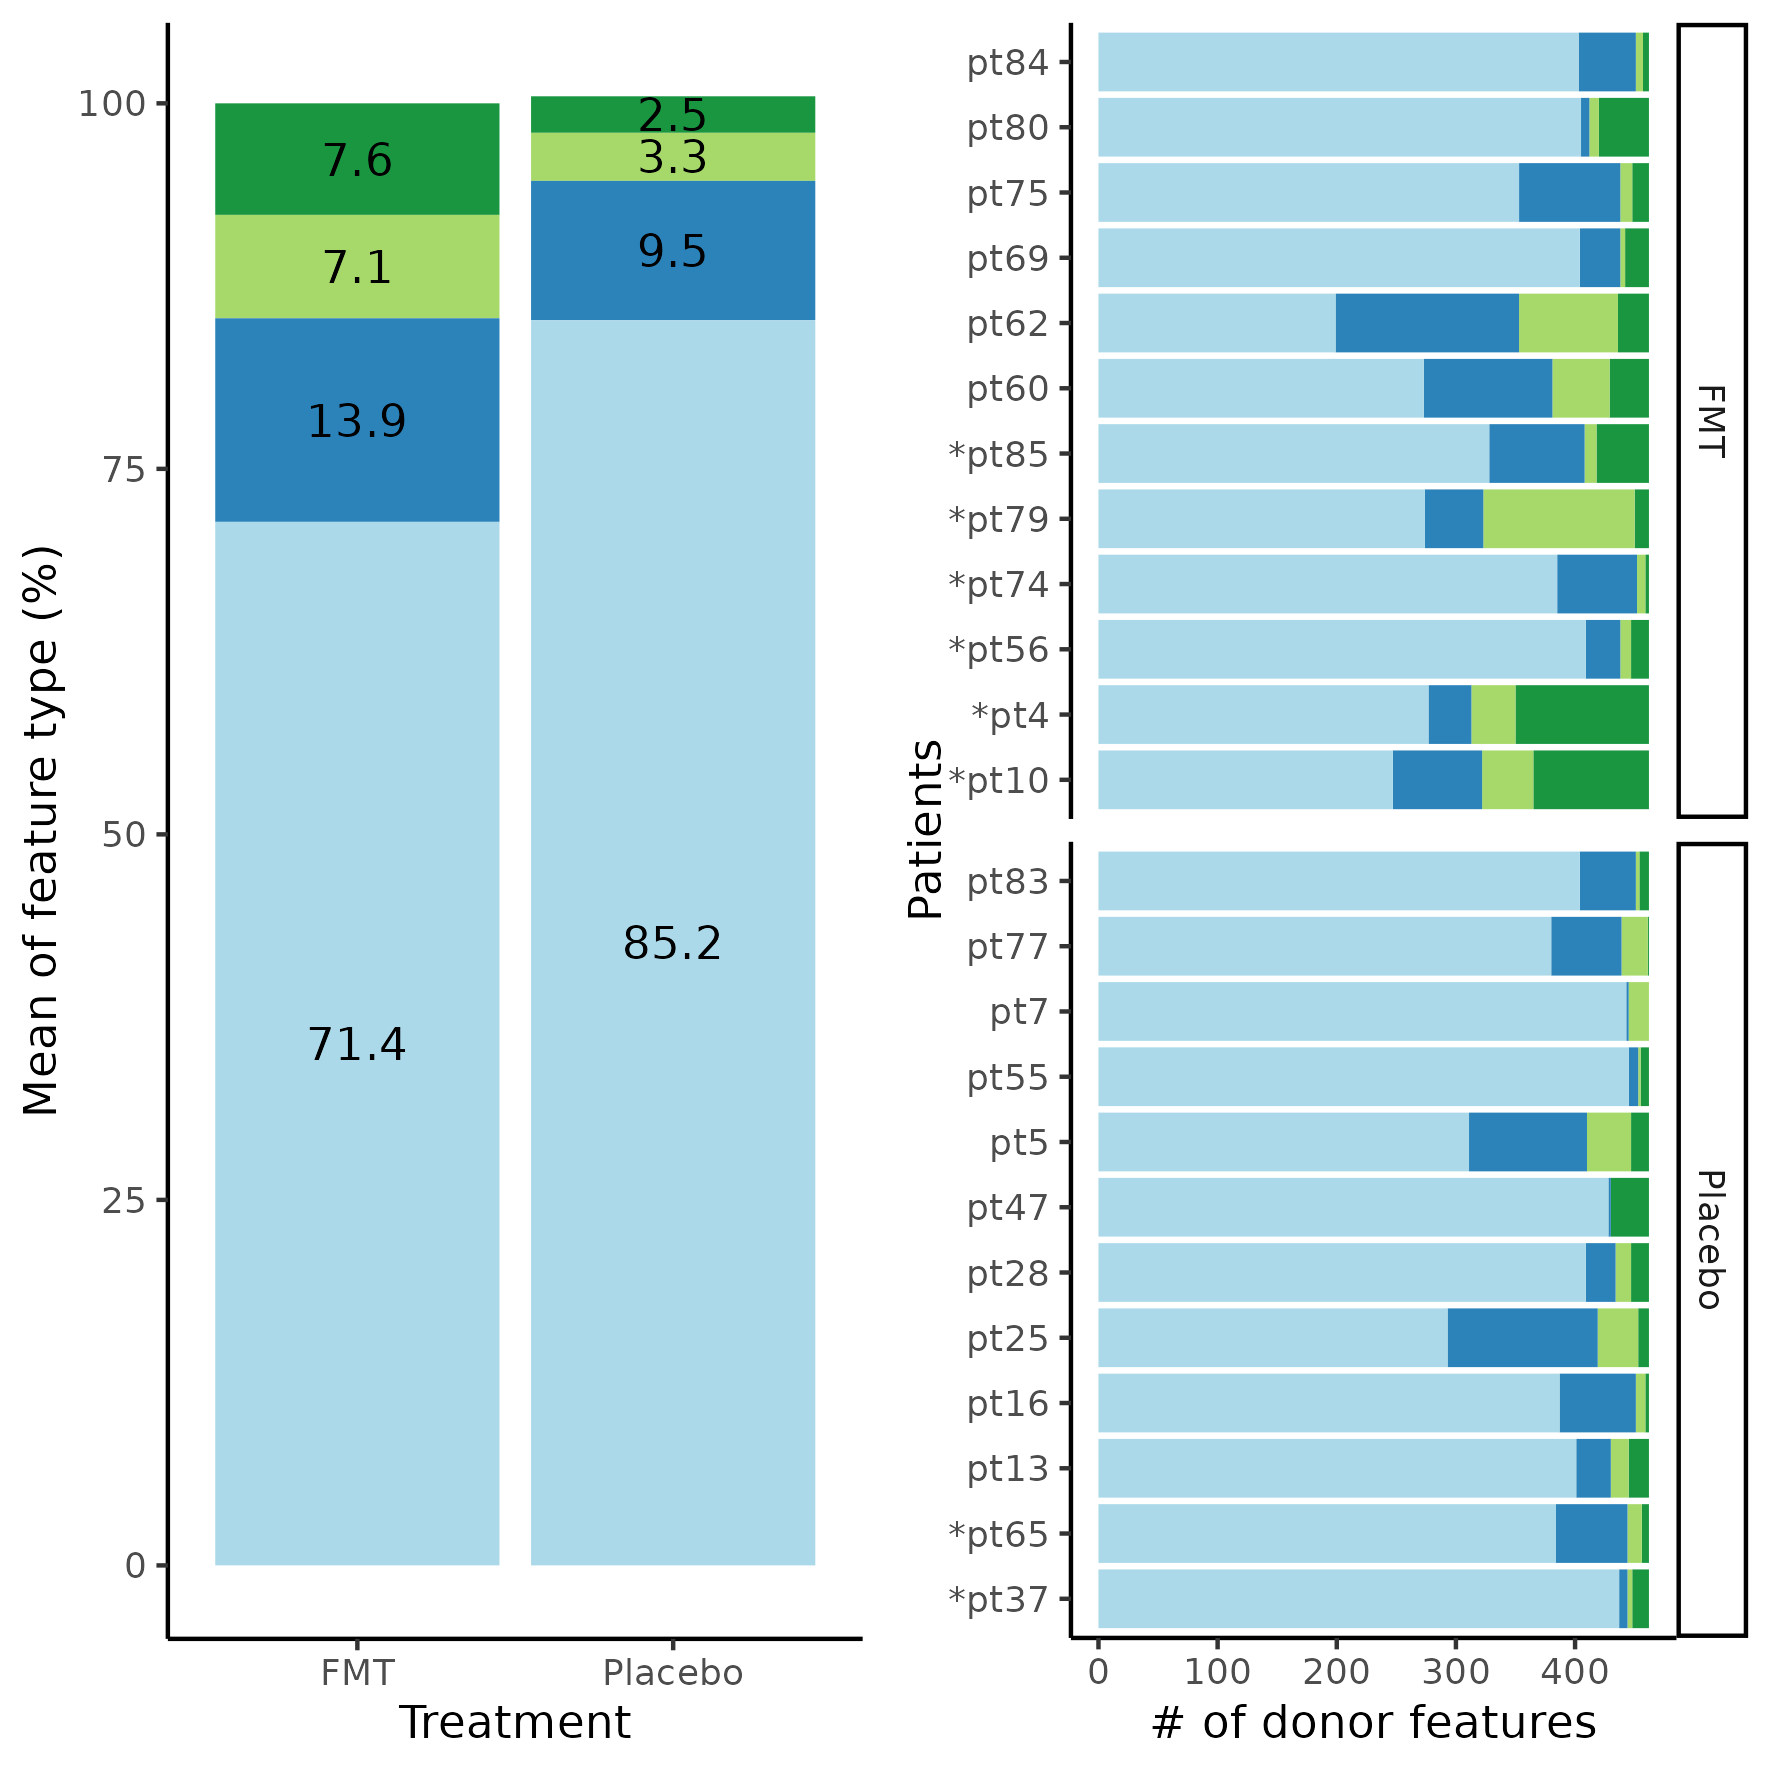 Mean of feature type (%)
100
75
50
25
0
7.6
7.1
13.9
71.4
2.5
3.3
9.5
85.2
FMT
Placebo
Treatment
Patients
pt84
pt80
pt75
pt69
pt62
pt60
*pt85
*pt79
*pt74
*pt56
*pt4
*pt10
FMT
pt83
pt77
pt7
pt55
pt5
pt47
pt28
pt25
pt16
pt13
*pt65
*pt37
Placebo
0 100 200 300 400
# of donor features